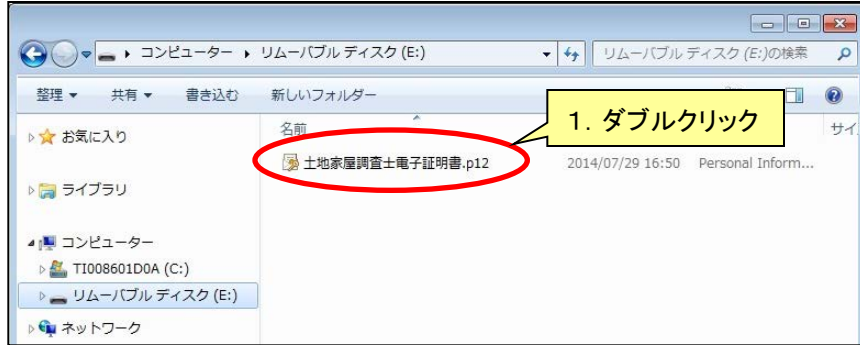 コンピューター ▸ リムーバブル ディスク (E:)
リムーバブル ディスク (E:)の検索
整理 ▼ 共有 ▼ 書き込む 新しいフォルダー
1. ダブルクリック
お気に入り
名前
サイ
土地家屋調査士電子証明書.p12 2014/07/29 16:50 Personal Inform...
ライブラリ
コンピューター
TI008601D0A (C:)
リムーバブル ディスク (E:)
ネットワーク